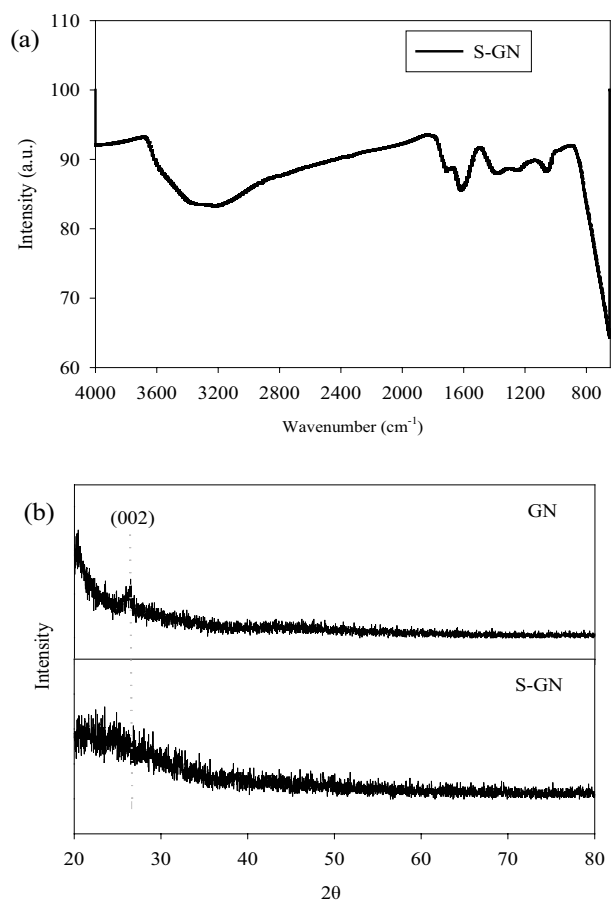 (a)
S-GN
110
100
90
80
70
60
Intensity (a.u.)
4000 3600 3200 2800 2400 2000 1600 1200 800
Wavenumber (cm⁻¹)
(b)
(002)
GN
S-GN
Intensity
20 30 40 50 60 70 80
2θ